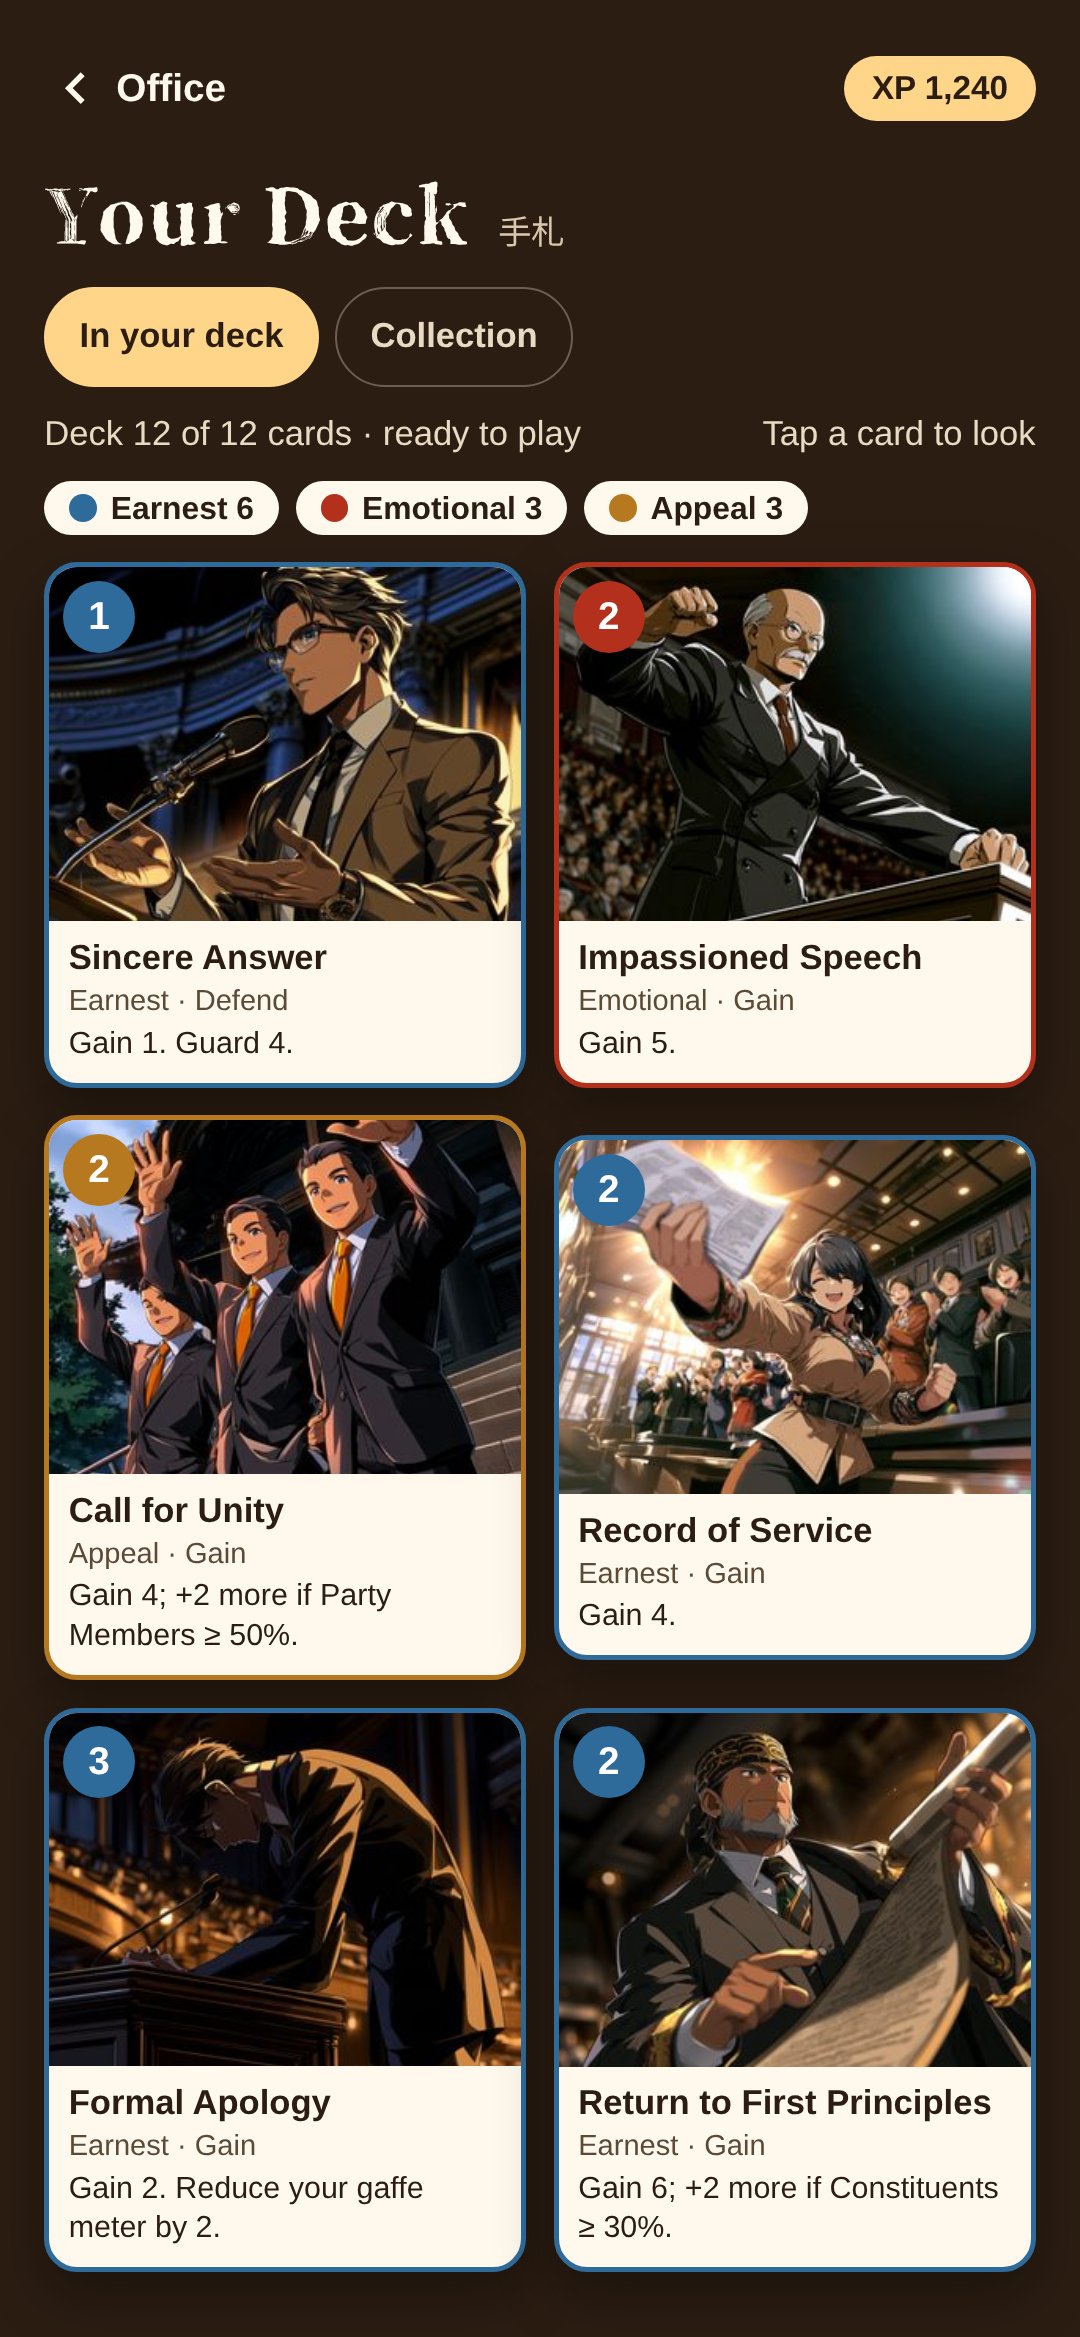 Office
XP 1,240
Your Deck 手札
In your deck
Collection
Deck 12 of 12 cards · ready to play
Tap a card to look
Earnest 6
Emotional 3
Appeal 3
1
Sincere Answer
Earnest · Defend
Gain 1. Guard 4.
2
Impassioned Speech
Emotional · Gain
Gain 5.
2
Call for Unity
Appeal · Gain
Gain 4; +2 more if Party
Members ≥ 50%.
2
Record of Service
Earnest · Gain
Gain 4.
3
Formal Apology
Earnest · Gain
Gain 2. Reduce your gaffe
meter by 2.
2
Return to First Principles
Earnest · Gain
Gain 6; +2 more if Constituents
≥ 30%.